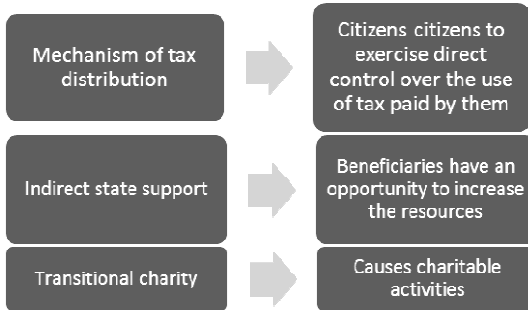 Mechanism of tax
distribution
Citizens citizens to
exercise direct
control over the use
of tax paid by them
Indirect state support
Beneficiaries have an
opportunity to increase
the resources
Transitional charity
Causes charitable
activities